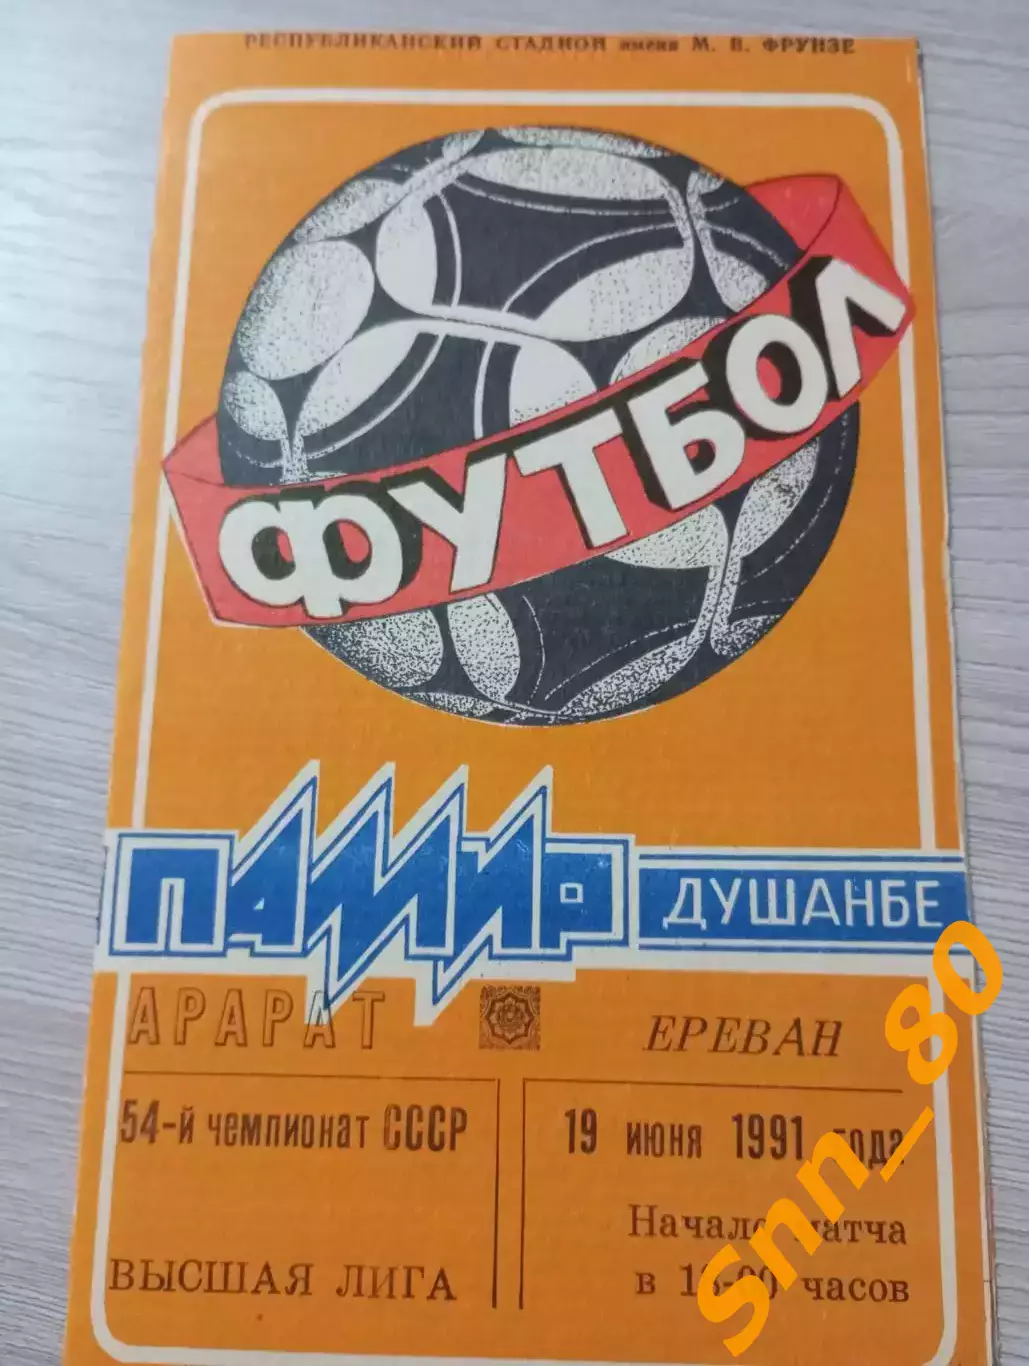 РЕСПУБЛИКАНСКИЙ СТАДИОН имени М. В. ФРУНЗЕ
ФУТБОЛ
ПАМИР ДУШАНБЕ
АРАРАТ ЕРЕВАН
54-й чемпионат СССР
ВЫСШАЯ ЛИГА
19 июня 1991 года
Начало матча
в часов
snn_80